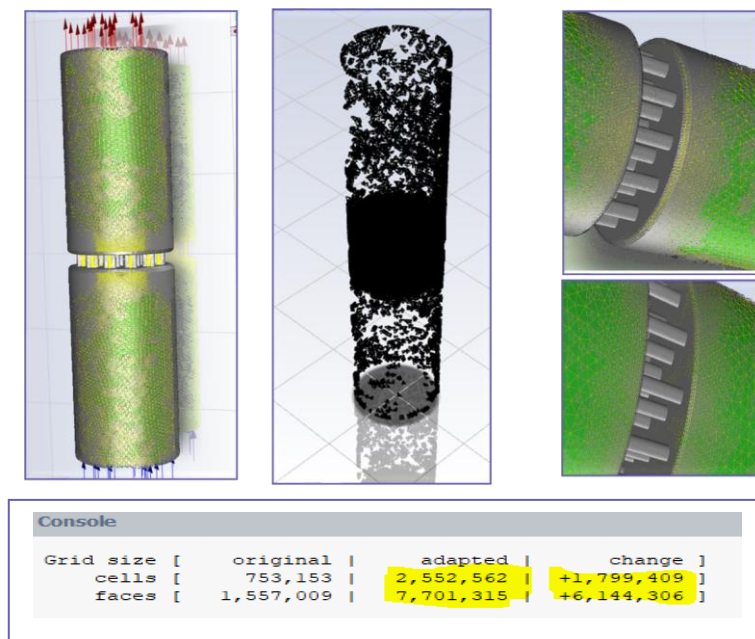 Console
Grid size [ original | adapted | change ]
cells [ 753,153 | 2,552,562 | +1,799,409 ]
faces [ 1,557,009 | 7,701,315 | +6,144,306 ]